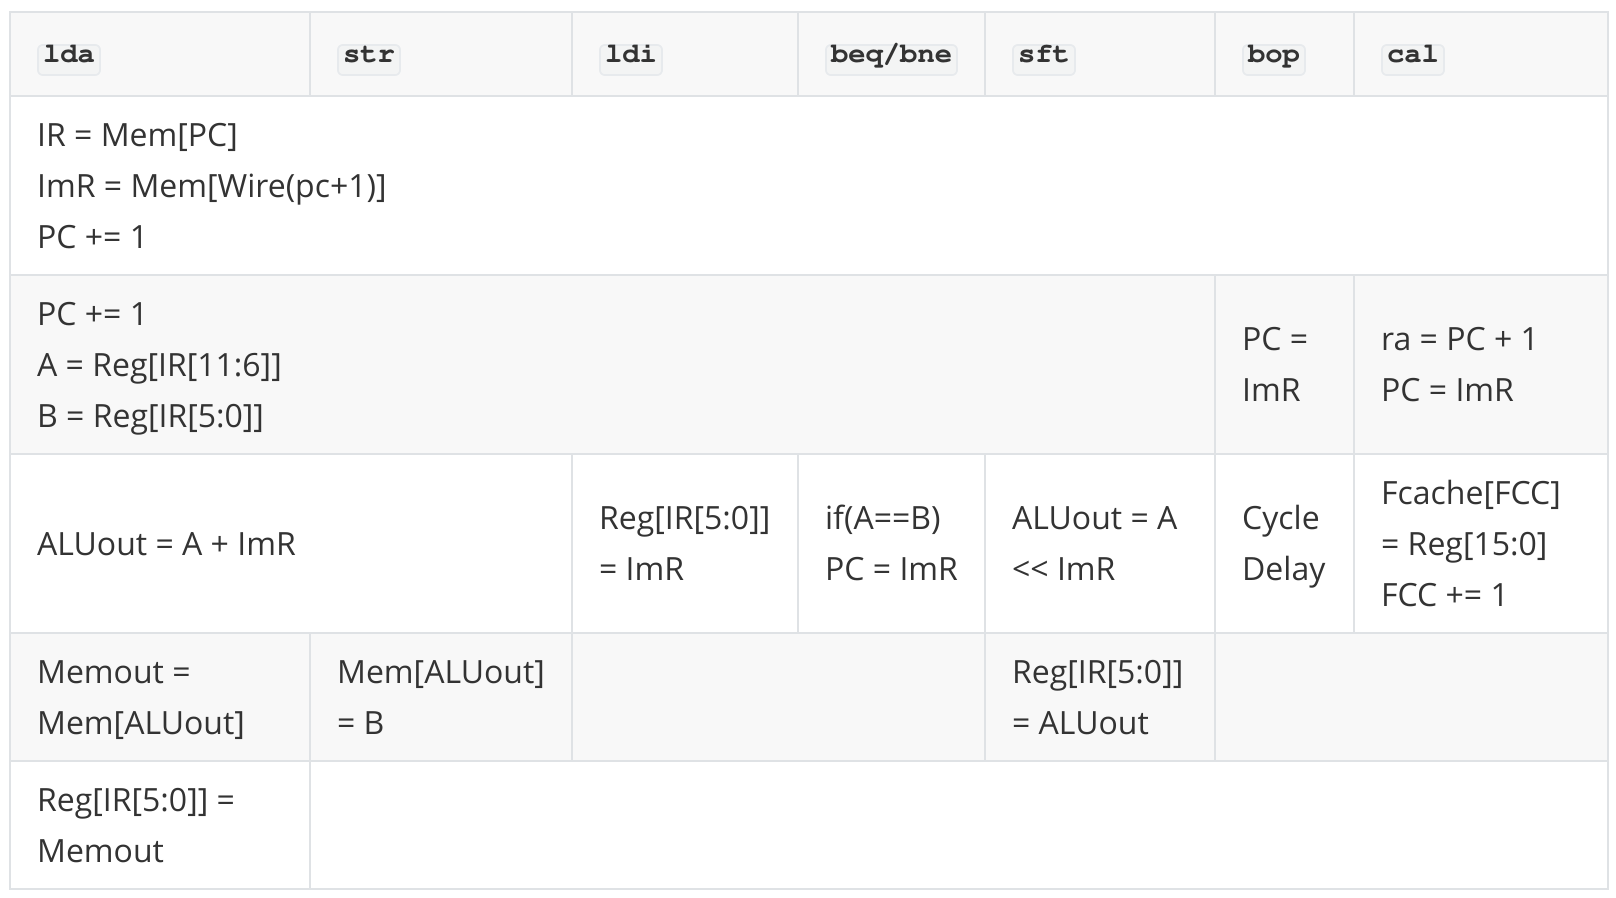 lda str ldi beq/bne sft bop cal
IR = Mem[PC]
ImR = Mem[Wire(pc+1)]
PC += 1
PC += 1
A = Reg[IR[11:6]]
B = Reg[IR[5:0]]
PC =
ImR
ra = PC + 1
PC = ImR
ALUout = A + ImR
Reg[IR[5:0]]
= ImR
if(A==B)
PC = ImR
ALUout = A
<< ImR
Cycle
Delay
Fcache[FCC]
= Reg[15:0]
FCC += 1
Memout =
Mem[ALUout]
Mem[ALUout]
= B
Reg[IR[5:0]]
= ALUout
Reg[IR[5:0]] =
Memout